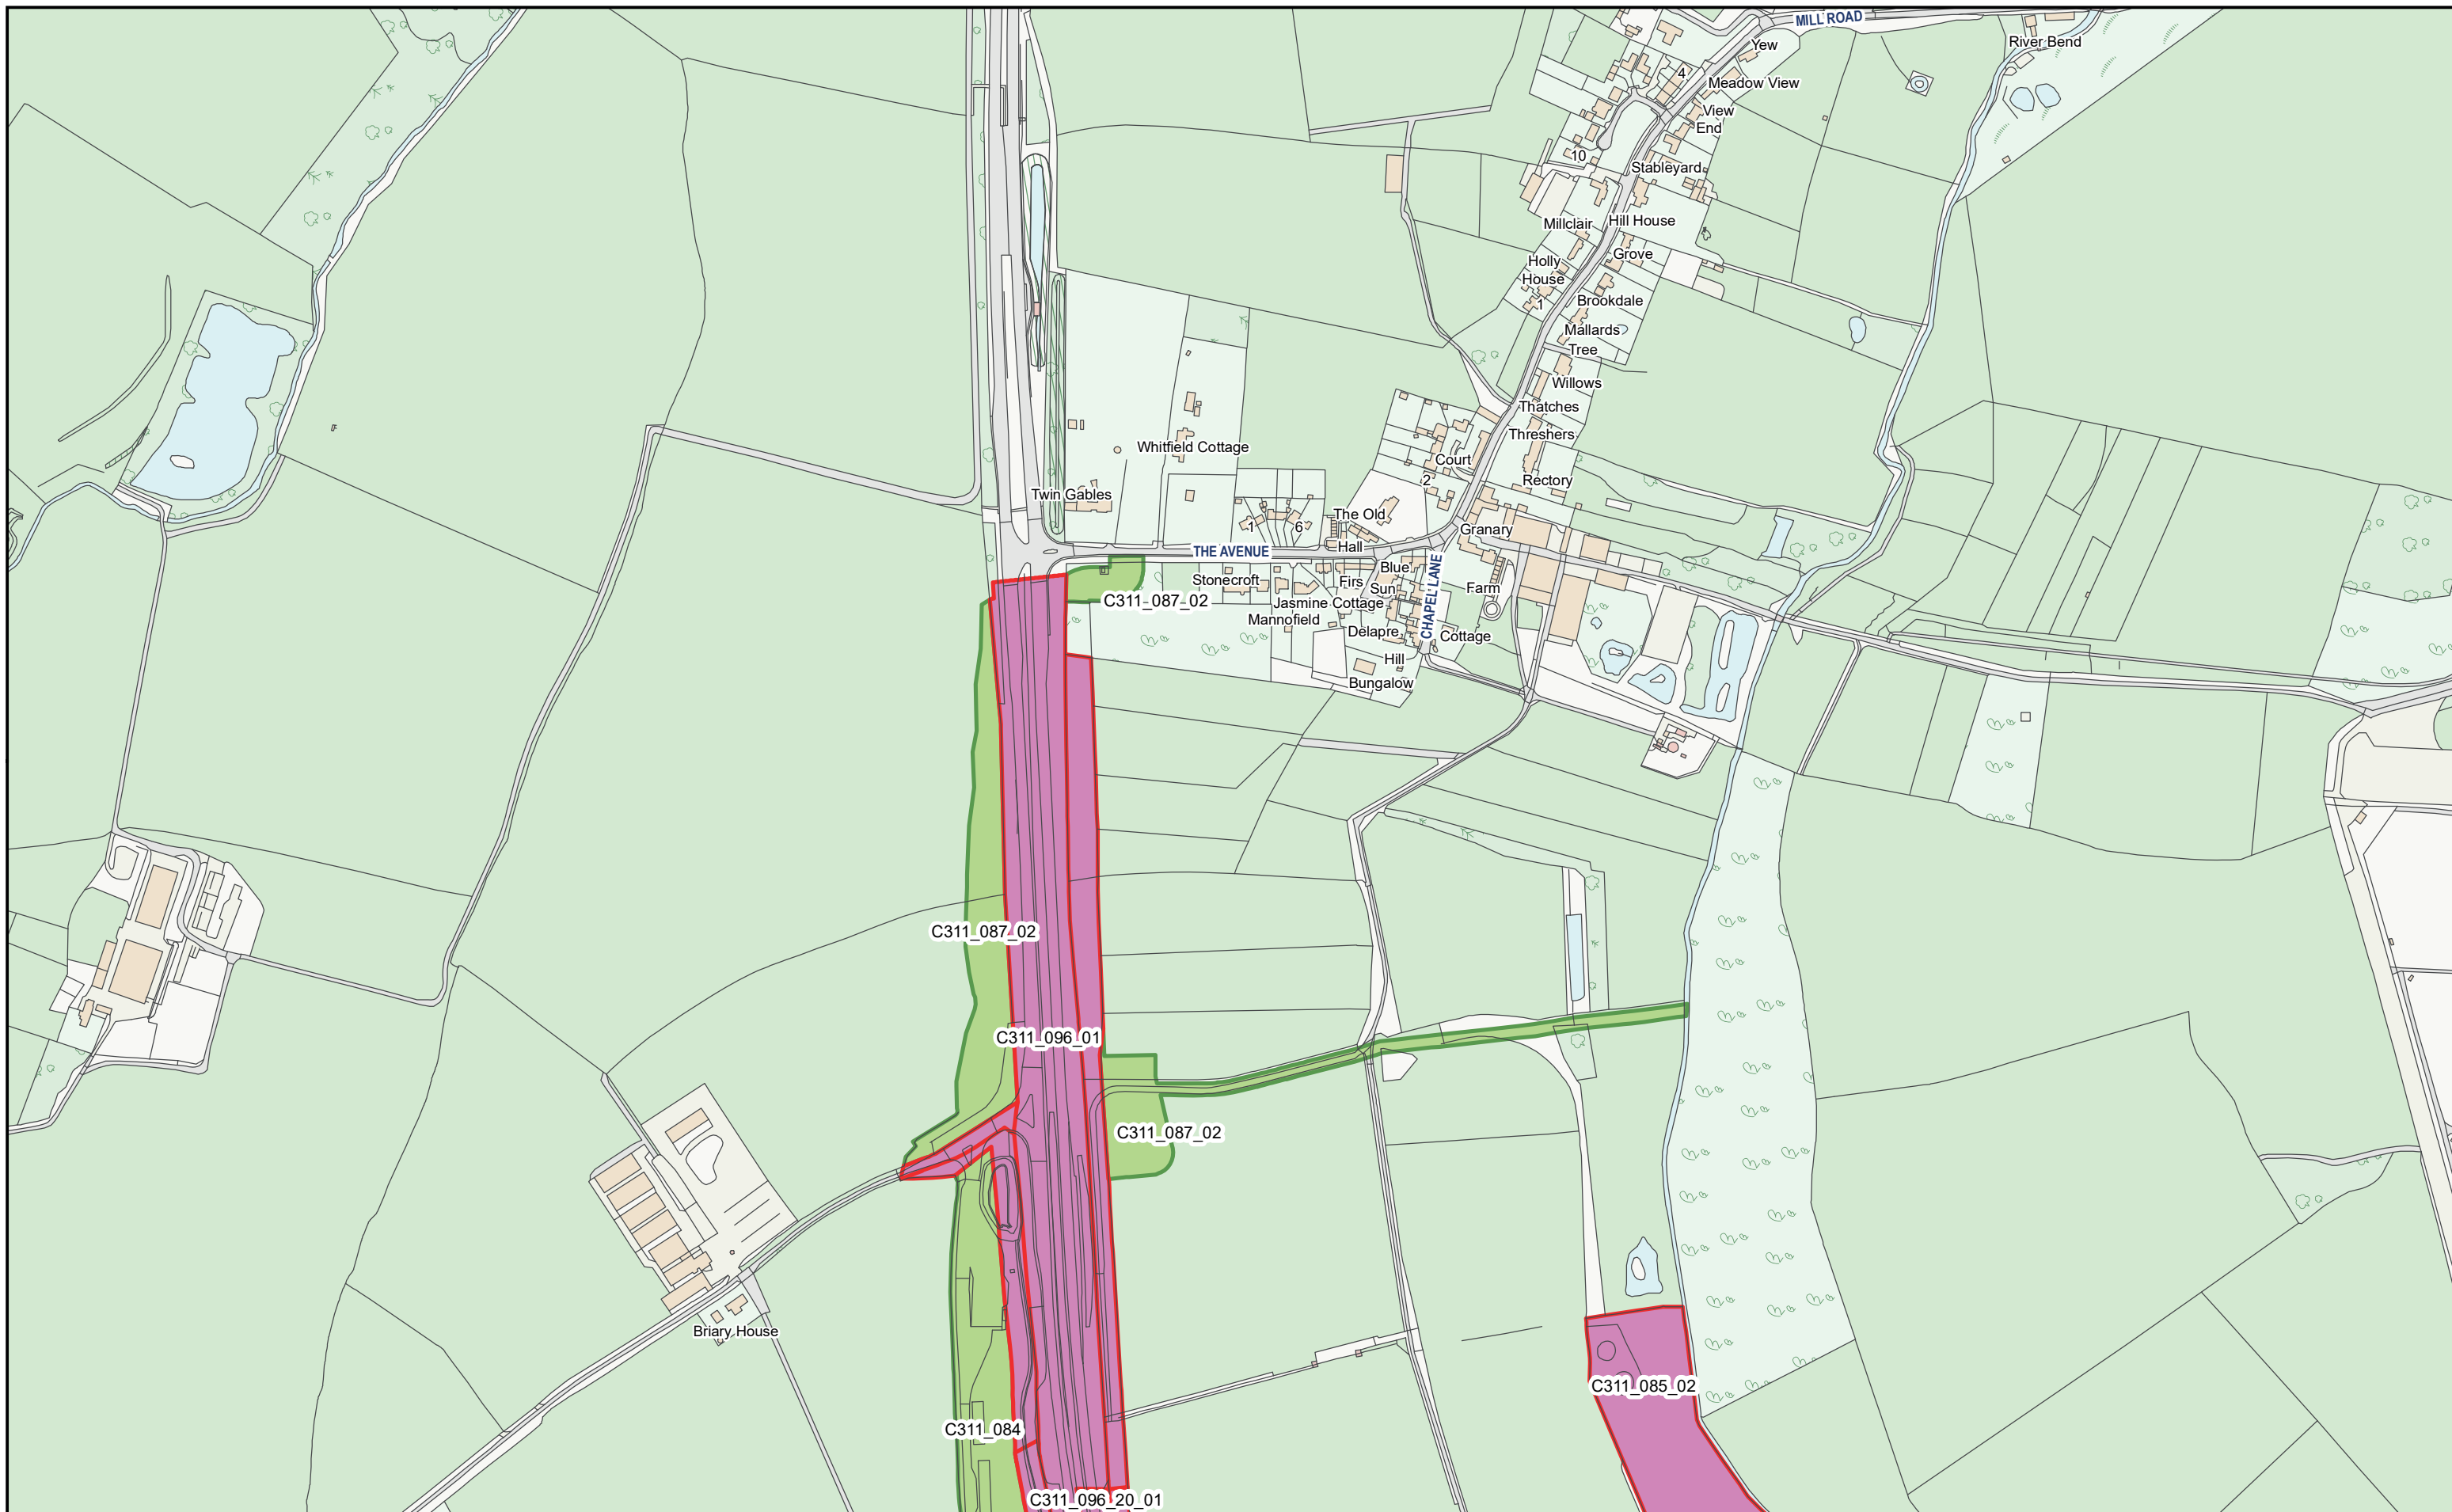 MILL ROAD
River Bend
Yew
4
Meadow View
View
End
10
Stableyard
Millclair
Hill House
Grove
Holly
House
1
Brookdale
Mallards
Tree
Willows
Thatches
Threshers
Whitfield Cottage
Court
2
Rectory
Twin Gables
1
6
The Old
Hall
Granary
THE AVENUE
CHAPEL LANE
Blue
Stonecroft
Firs
Sun
Farm
C311_087_02
Jasmine Cottage
Mannofield
Delapre
Cottage
Hill
Bungalow
C311_087_02
C311_096_01
C311_087_02
Briary House
C311_085_02
C311_084
C311_096_20_01